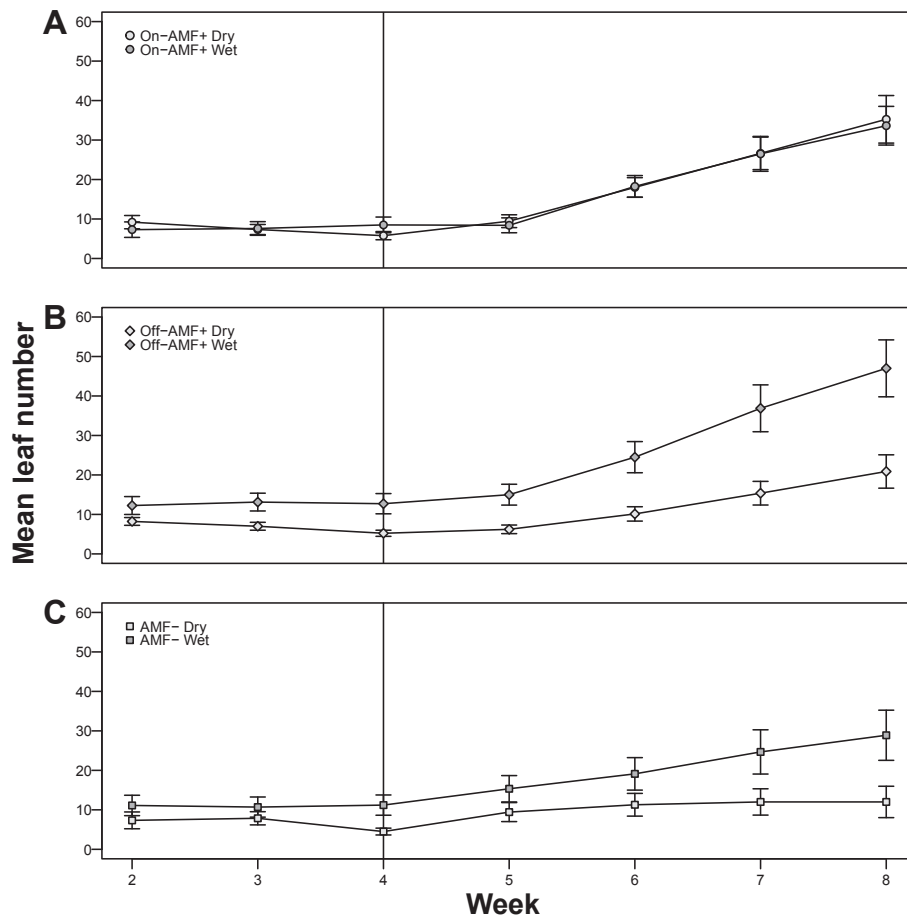 A
60
50
40
30
20
10
0
On−AMF+ Dry
On−AMF+ Wet
B
60
50
40
30
20
10
0
Off−AMF+ Dry
Off−AMF+ Wet
Mean leaf number
C
60
50
40
30
20
10
0
AMF− Dry
AMF− Wet
2 3 4 5 6 7 8
Week